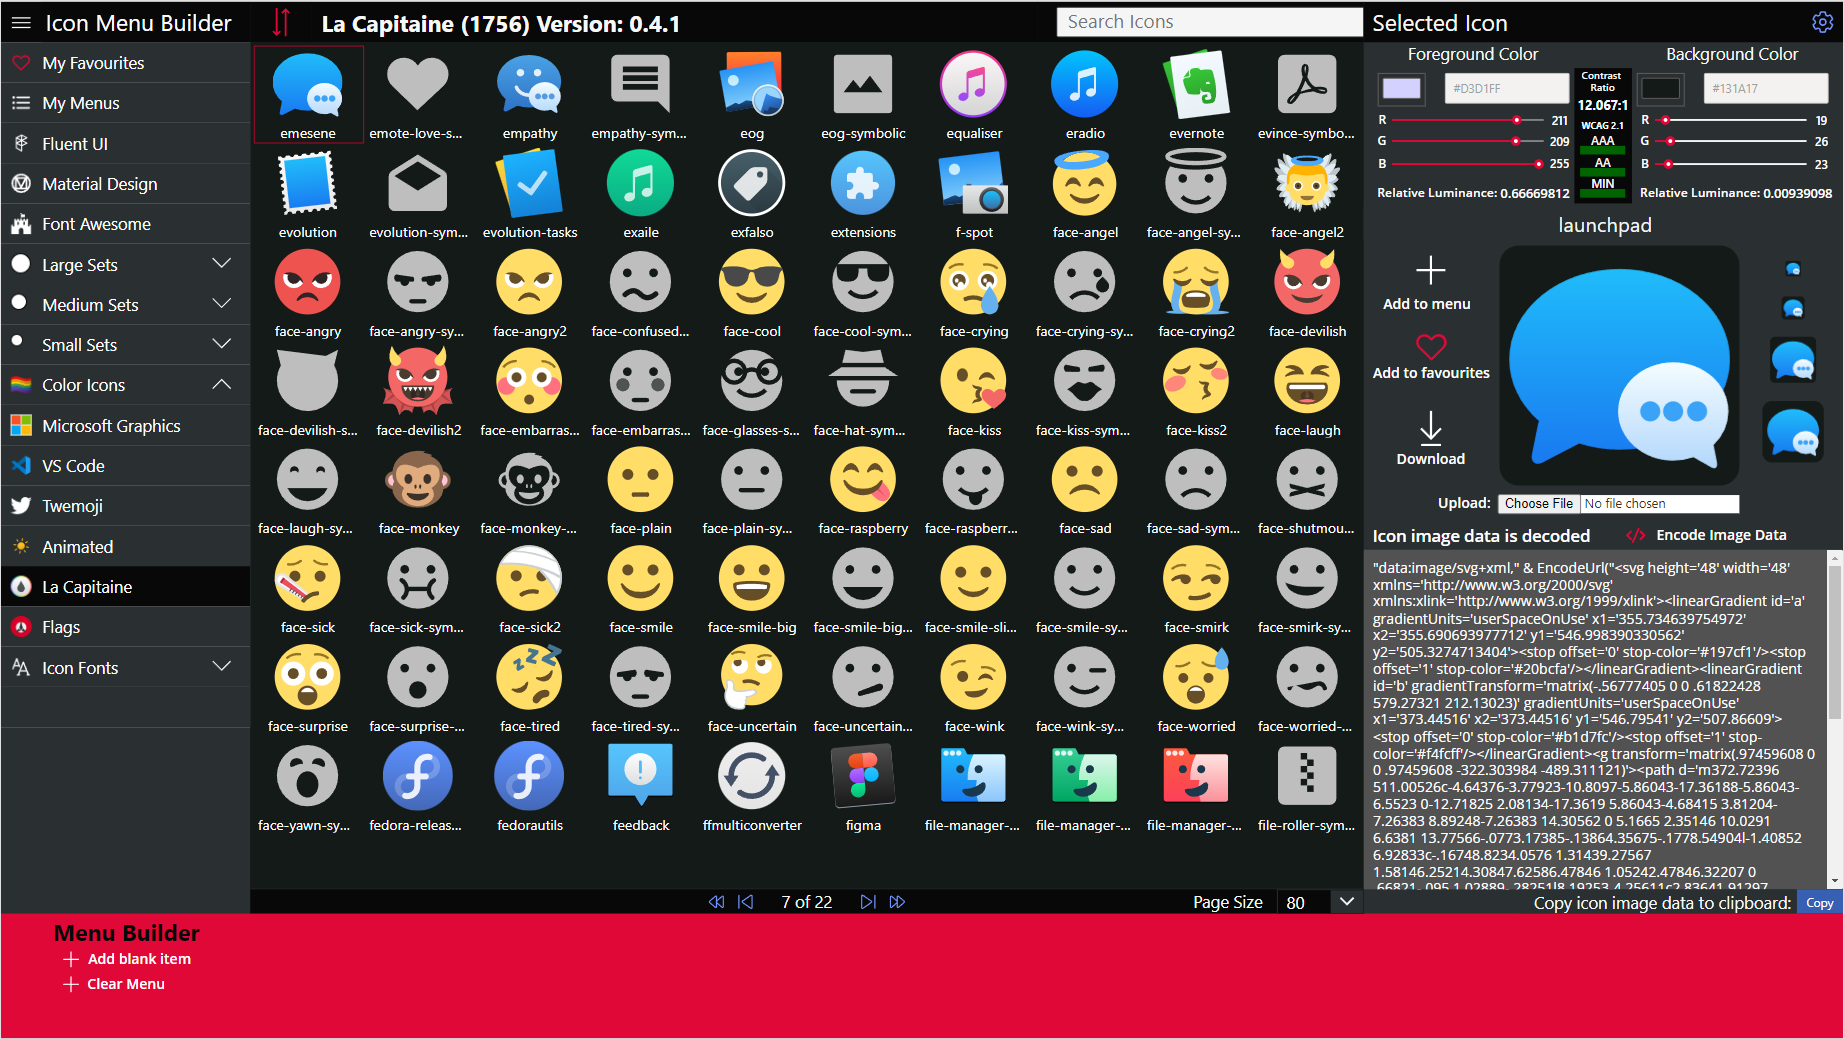 Icon Menu Builder
La Capitaine (1756) Version: 0.4.1
Search Icons
Selected Icon
My Favourites
My Menus
Fluent UI
Material Design
Font Awesome
Large Sets
Medium Sets
Small Sets
Color Icons
Microsoft Graphics
VS Code
Twemoji
Animated
La Capitaine
Flags
Icon Fonts
emesene
emote-love-s...
empathy
empathy-sym...
eog
eog-symbolic
equaliser
eradio
evernote
evince-symbo...
evolution
evolution-sym...
evolution-tasks
exaile
exfalso
extensions
f-spot
face-angel
face-angel-sy...
face-angel2
face-angry
face-angry-sy...
face-angry2
face-confused...
face-cool
face-cool-sym...
face-crying
face-crying-sy...
face-crying2
face-devilish
face-devilish-s...
face-devilish2
face-embarras...
face-embarras...
face-glasses-s...
face-hat-sym...
face-kiss
face-kiss-sym...
face-kiss2
face-laugh
face-laugh-sy...
face-monkey
face-monkey-...
face-plain
face-plain-sy...
face-raspberry
face-raspberr...
face-sad
face-sad-sym...
face-shutmou...
face-sick
face-sick-sym...
face-sick2
face-smile
face-smile-big
face-smile-big...
face-smile-sli...
face-smile-sy...
face-smirk
face-smirk-sy...
face-surprise
face-surprise-...
face-tired
face-tired-sy...
face-uncertain
face-uncertain...
face-wink
face-wink-sy...
face-worried
face-worried-...
face-yawn-sy...
fedora-releas...
fedorautils
feedback
ffmulticonverter
figma
file-manager-...
file-manager-...
file-manager-...
file-roller-sym...
7 of 22
Page Size
80
Foreground Color
Background Color
#D3D1FF
#131A17
Contrast
Ratio
12.067:1
WCAG 2.1
AAA
AA
MIN
R 211
G 209
B 255
R 19
G 26
B 23
Relative Luminance: 0.66669812
Relative Luminance: 0.00939098
launchpad
Add to menu
Add to favourites
Download
Upload: Choose File No file chosen
Icon image data is decoded
</> Encode Image Data
"data:image/svg+xml," & EncodeUrl("<svg height='48' width='48'
xmlns='http://www.w3.org/2000/svg'
xmlns:xlink='http://www.w3.org/1999/xlink'><linearGradient id='a'
gradientUnits='userSpaceOnUse' x1='355.734639754972'
x2='355.690693977712' y1='546.998390330562'
y2='505.3274713404'><stop offset='0' stop-color='#197cf1'/><stop
offset='1' stop-color='#20bcfa'/></linearGradient><linearGradient
id='b' gradientTransform='matrix(-.56777405 0 0 .61822428
579.27321 212.13023)' gradientUnits='userSpaceOnUse'
x1='373.44516' x2='373.44516' y1='546.79541' y2='507.86609'>
<stop offset='0' stop-color='#b1d7fc'/><stop offset='1' stop-
color='#f4fcff'/></linearGradient><g transform='matrix(.97459608 0
0 .97459608 -322.303984 -489.311121)'><path d='m372.72396
511.00526c-4.64376-3.77923-10.8097-5.86043-17.36188-5.86043-
6.5523 0-12.71825 2.08134-17.3619 5.86043-4.68415 3.81204-
7.26383 8.89248-7.26383 14.30562 0 5.1665 2.35146 10.0291
6.6381 13.77566-.0773.17385-.13864.35675-.1778.54904l-1.40852
6.92833c-.16748.8234.0576 1.31439.27567
1.58146.25214.30847.62586.47846 1.05242.47846.32207 0
.66821-.095 1.02889-.28251l8.19253-4.25611c2.83641.91297
Copy icon image data to clipboard:
Copy
Menu Builder
Add blank item
Clear Menu